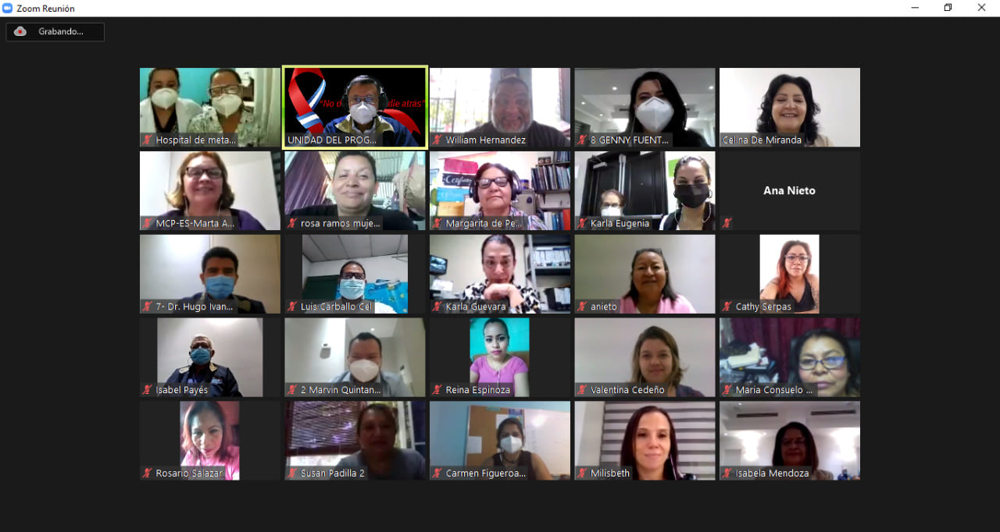 Zoom Reunión
Grabando...
"No d
dle atrás"
Hospital de meta...
UNIDAD DEL PROG...
William Hernandez
8 GENNY FUENT...
Celina De Miranda
MCP-ES-Marta A...
rosa ramos muje...
Margarita de Pe...
Karla Eugenia
Ana Nieto
7- Dr. Hugo Ivan...
Luis Carballo Cel
Karla Guevara
anieto
Cathy Serpas
Isabel Payés
2 Marvin Quintan...
Reina Espinoza
Valentina Cedeño
Maria Consuelo ...
Rosario Salazar
Susan Padilla 2
Carmen Figueroa...
Milisbeth
Isabela Mendoza